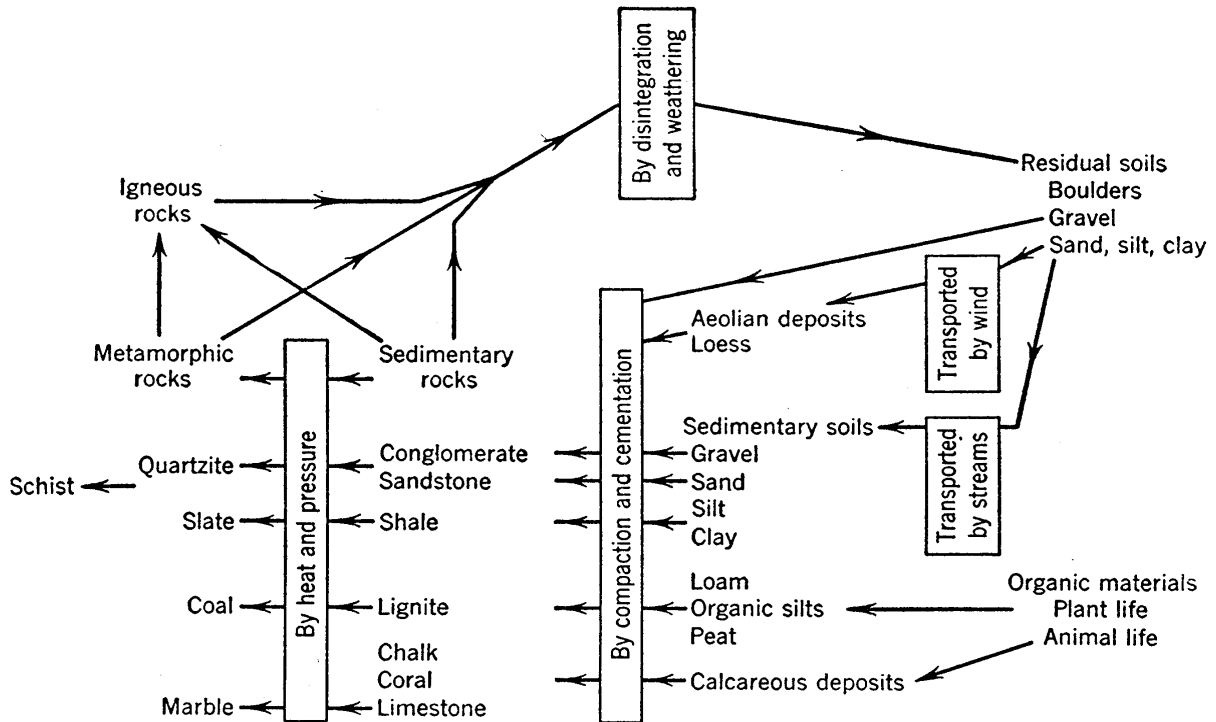 By disintegration
and weathering
Residual soils
Boulders
Gravel
Sand, silt, clay
Igneous
rocks
Transported
by wind
Aeolian deposits
Loess
Metamorphic
rocks
Sedimentary
rocks
By heat and pressure
By compaction and cementation
Sedimentary soils
Transported
by streams
Schist
Quartzite
Conglomerate
Sandstone
Gravel
Sand
Slate
Shale
Silt
Clay
Coal
Lignite
Loam
Organic silts
Peat
Organic materials
Plant life
Animal life
Chalk
Coral
Limestone
Marble
Calcareous deposits